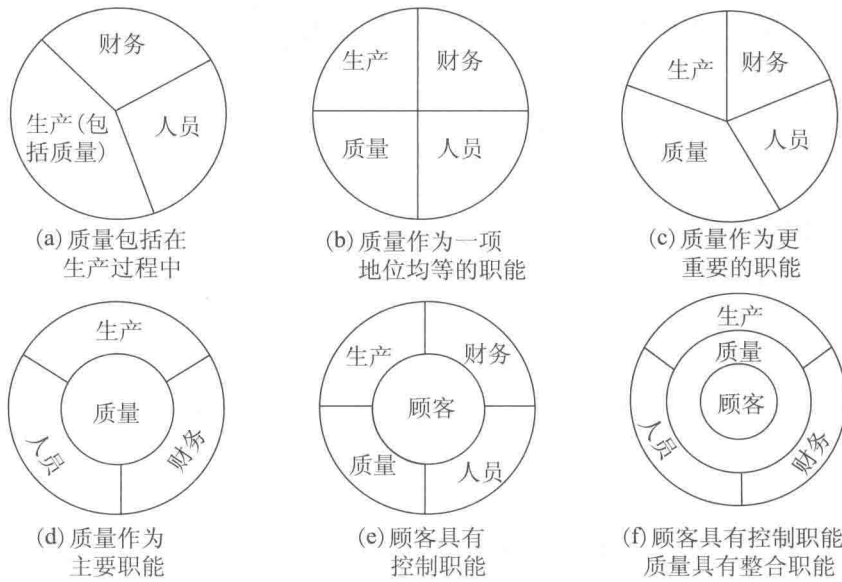 财务
生产(包
括质量)
人员
(a) 质量包括在
生产过程中
生产
财务
质量
人员
(b) 质量作为一项
地位均等的职能
生产
财务
质量
人员
(c) 质量作为更
重要的职能
生产
质量
人员
财务
(d) 质量作为
主要职能
生产
财务
顾客
质量
人员
(e) 顾客具有
控制职能
生产
质量
顾客
人员
财务
(f) 顾客具有控制职能
质量具有整合职能